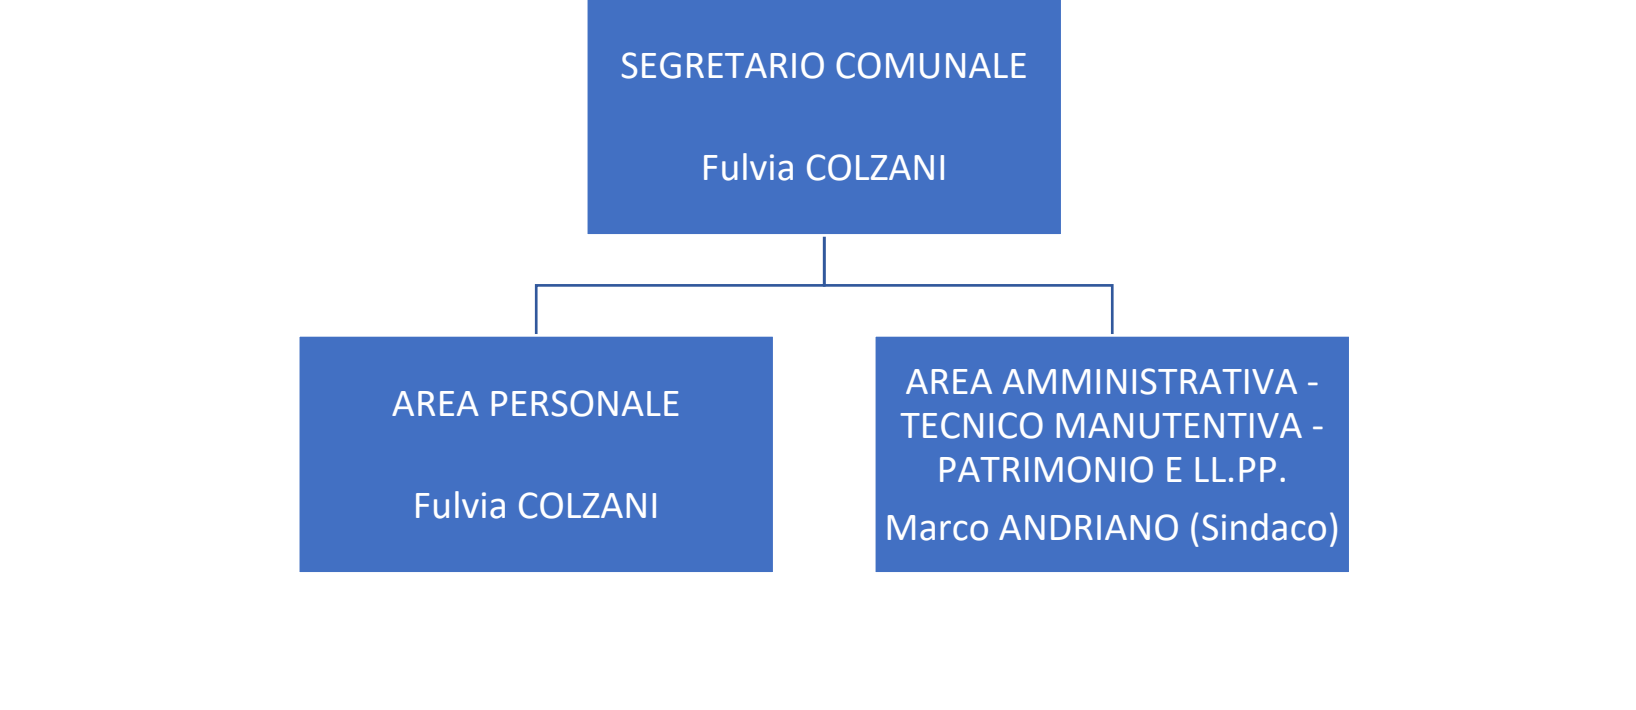 SEGRETARIO COMUNALE
Fulvia COLZANI
AREA PERSONALE
Fulvia COLZANI
AREA AMMINISTRATIVA -
TECNICO MANUTENTIVA -
PATRIMONIO E LL.PP.
Marco ANDRIANO (Sindaco)